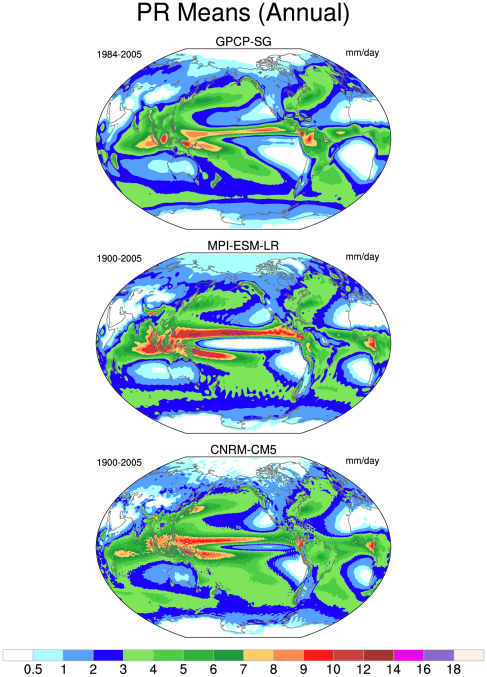 PR Means (Annual)
GPCP-SG
1984-2005 mm/day
MPI-ESM-LR
1900-2005 mm/day
CNRM-CM5
1900-2005 mm/day
0.5 1 2 3 4 5 6 7 8 9 10 12 14 16 18